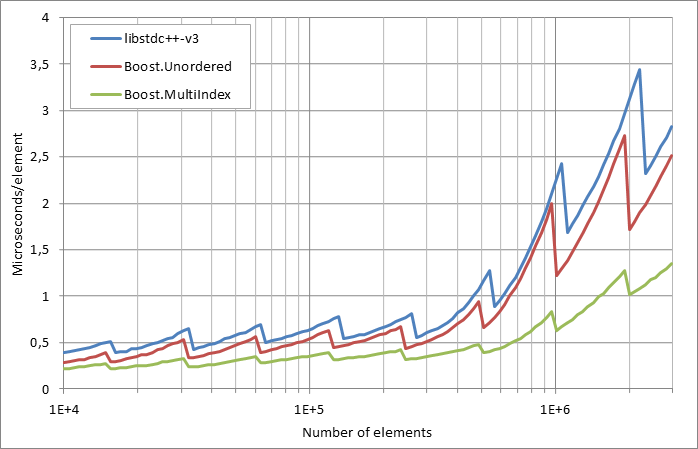 4
3,5
3
2,5
2
1,5
1
0,5
0
Microseconds/element
libstdc++-v3
Boost.Unordered
Boost.MultiIndex
1E+4
1E+5
1E+6
Number of elements